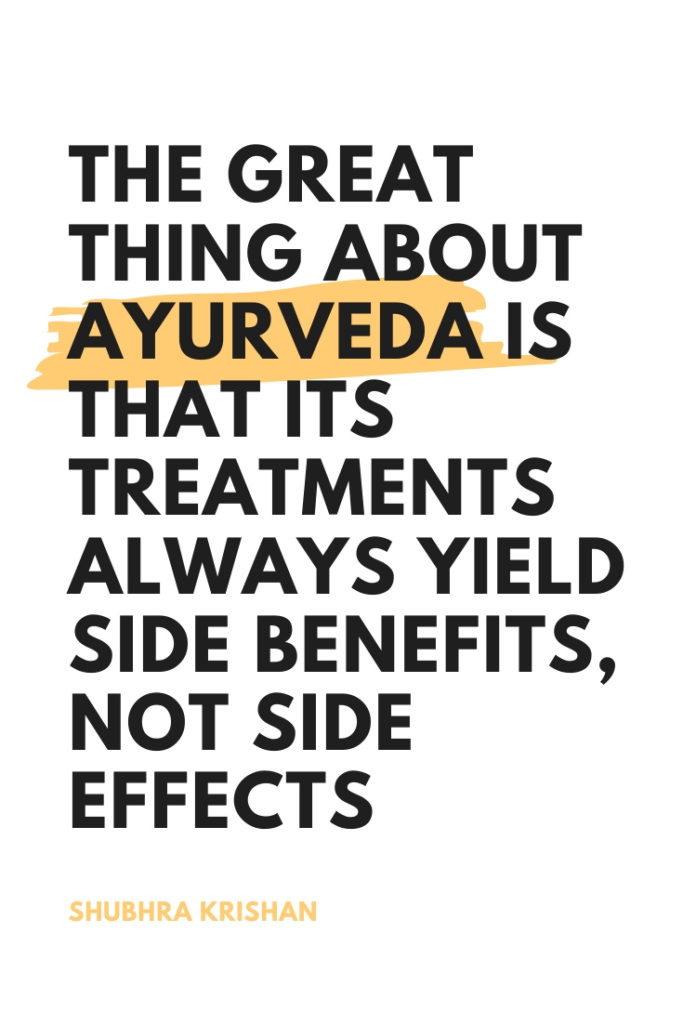 THE GREAT
THING ABOUT
AYURVEDA IS
THAT ITS
TREATMENTS
ALWAYS YIELD
SIDE BENEFITS,
NOT SIDE
EFFECTS
SHUBHRA KRISHAN